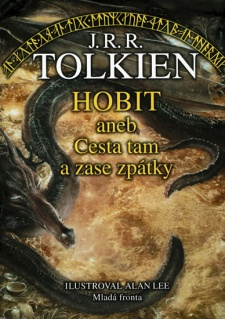 J. R. R.
TOLKIEN
HOBIT
aneb
Cesta tam
a zase zpátky
ILUSTROVAL ALAN LEE
Mladá fronta